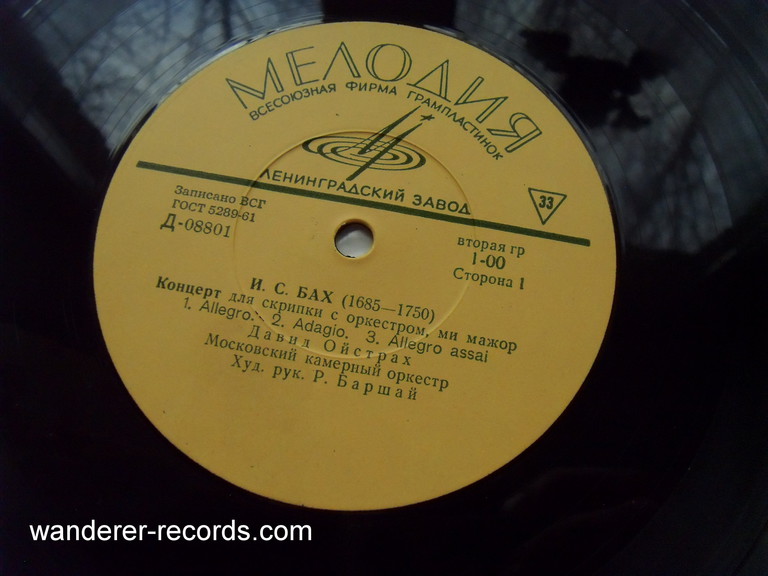 МЕЛОДИЯ
ВСЕСОЮЗНАЯ ФИРМА ГРАМПЛАСТИНОК
ЛЕНИНГРАДСКИЙ ЗАВОД
33
Записано ВСГ
ГОСТ 5289-61
Д-08801
вторая гр
1-00
Сторона 1
И. С. БАХ (1685—1750)
Концерт для скрипки с оркестром, ми мажор
1. Allegro. 2. Adagio. 3. Allegro assai
Давид Ойстрах
Московский камерный оркестр
Худ. рук. Р. Баршай
wanderer-records.com